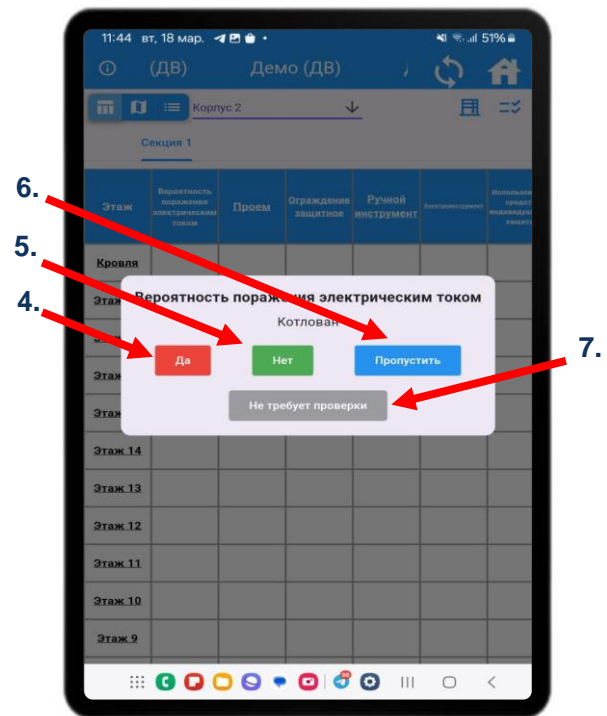 11:44 вт, 18 мар.
51%
(ДВ) Демо (ДВ)
Корпус 2
Секция 1
Этаж
Вероятность
поражения
электрическим
током
Проем
Ограждение
защитное
Ручной
инструмент
Электроинструмент
6.
5.
4.
7.
Кровля
Вероятность поражения электрическим током
Котлован
Да
Нет
Пропустить
Не требует проверки
Этаж 14
Этаж 13
Этаж 12
Этаж 11
Этаж 10
Этаж 9